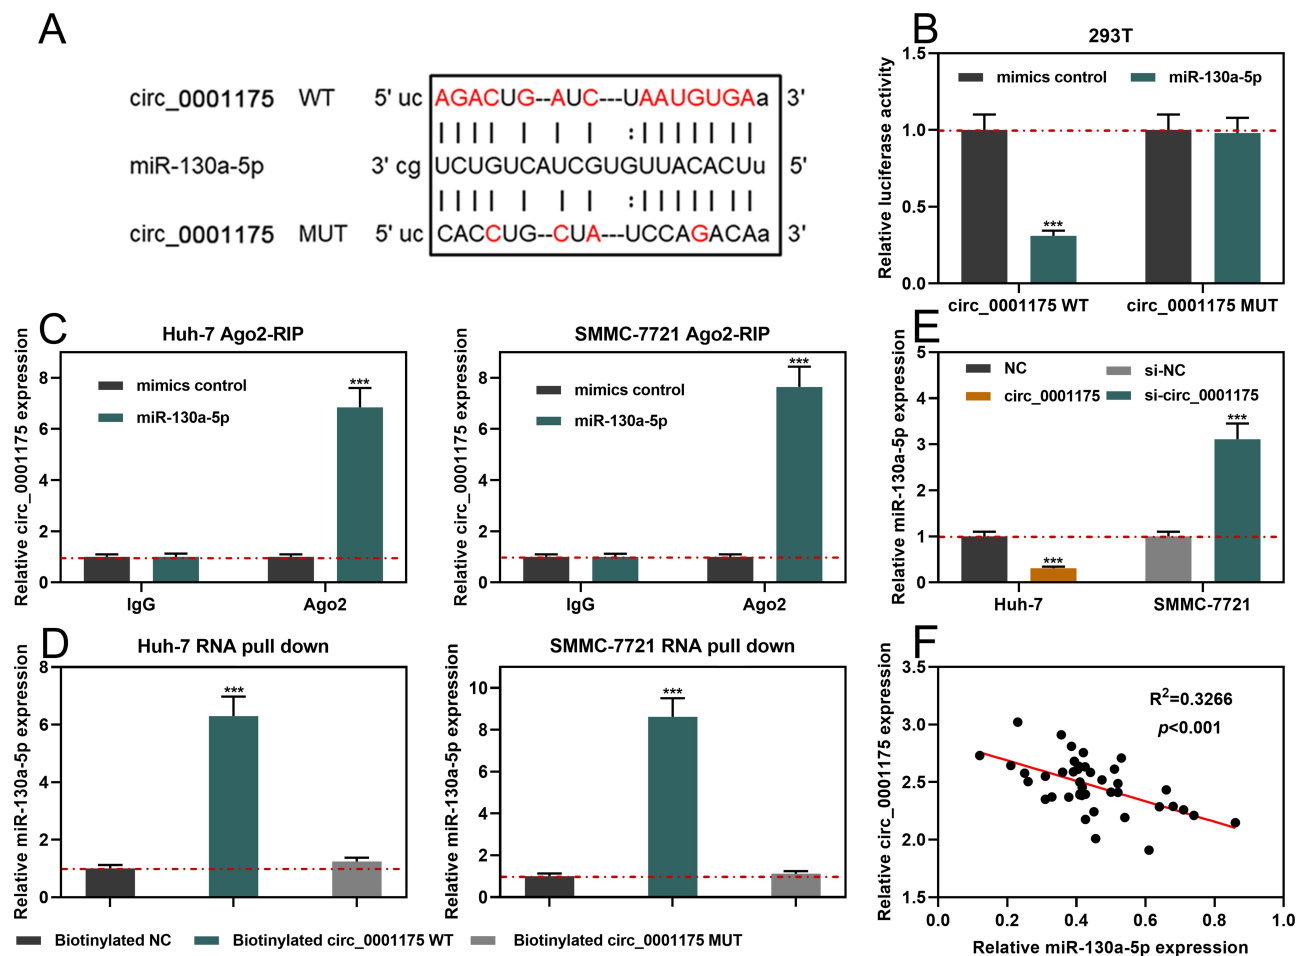 A
circ_0001175 WT 5' uc AGACUG--AUC---UAAUGUGAa 3'
miR-130a-5p 3' cg UCUGUCAUCGUGUUACACUu 5'
circ_0001175 MUT 5' uc CACCUG--CUA---UCCAGACAa 3'
B
293T
Relative luciferase activity
1.5
1.0
0.5
0.0
mimics control
miR-130a-5p
***
circ_0001175 WT
circ_0001175 MUT
C
Huh-7 Ago2-RIP
Relative circ_0001175 expression
8
6
4
2
0
mimics control
miR-130a-5p
***
IgG
Ago2
SMMC-7721 Ago2-RIP
Relative circ_0001175 expression
8
6
4
2
0
mimics control
miR-130a-5p
***
IgG
Ago2
E
Relative miR-130a-5p expression
5
4
3
2
1
0
NC
si-NC
circ_0001175
si-circ_0001175
***
***
Huh-7
SMMC-7721
D
Huh-7 RNA pull down
Relative miR-130a-5p expression
8
6
4
2
0
***
SMMC-7721 RNA pull down
Relative miR-130a-5p expression
10
8
6
4
2
0
***
Biotinylated NC
Biotinylated circ_0001175 WT
Biotinylated circ_0001175 MUT
F
Relative circ_0001175 expression
3.5
3.0
2.5
2.0
1.5
R²=0.3266
p<0.001
0.0
0.2
0.4
0.6
0.8
1.0
Relative miR-130a-5p expression